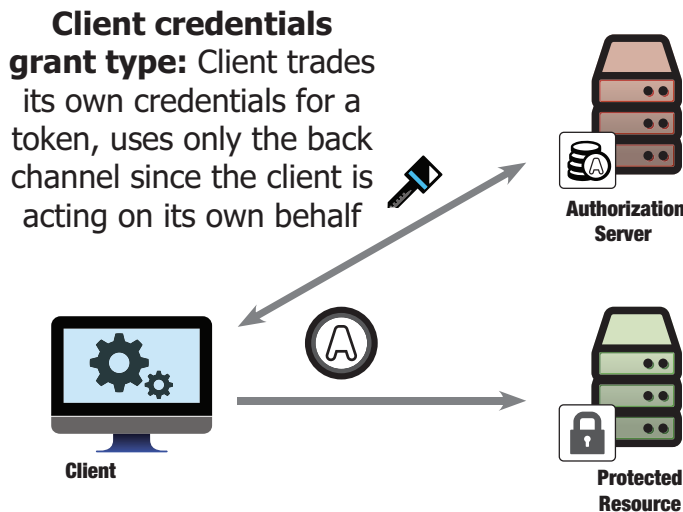 Client credentials
grant type: Client trades
its own credentials for a
token, uses only the back
channel since the client is
acting on its own behalf
A
Authorization
Server
A
Client
Protected
Resource